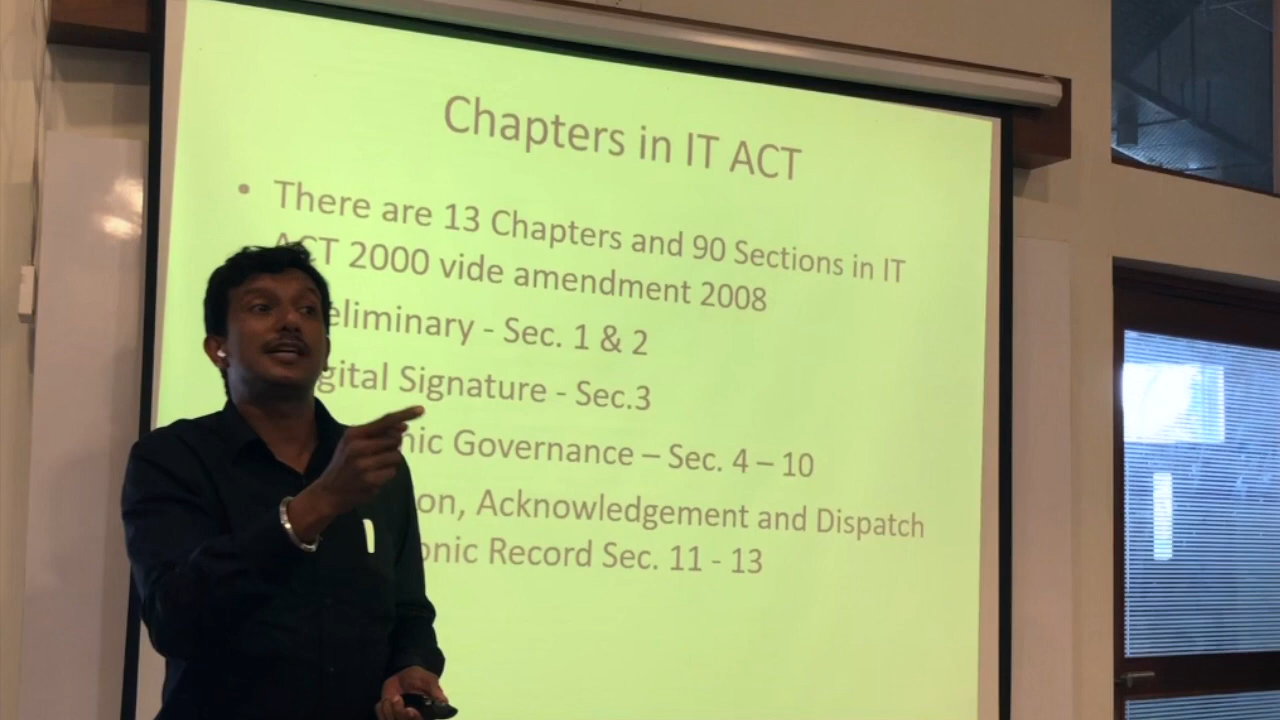 Chapters in IT ACT
• There are 13 Chapters and 90 Sections in IT
ACT 2000 vide amendment 2008
eliminary - Sec. 1 & 2
gital Signature - Sec.3
nic Governance – Sec. 4 – 10
on, Acknowledgement and Dispatch
onic Record Sec. 11 - 13